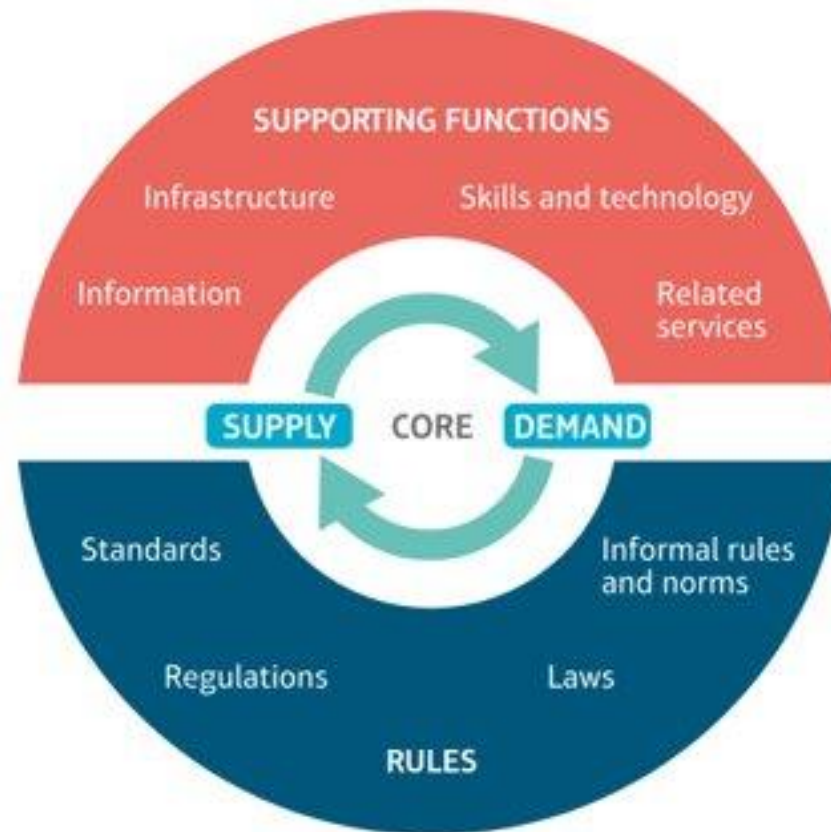 SUPPORTING FUNCTIONS
Infrastructure
Skills and technology
Information
Related
services
SUPPLY
CORE
DEMAND
Standards
Informal rules
and norms
Regulations
Laws
RULES